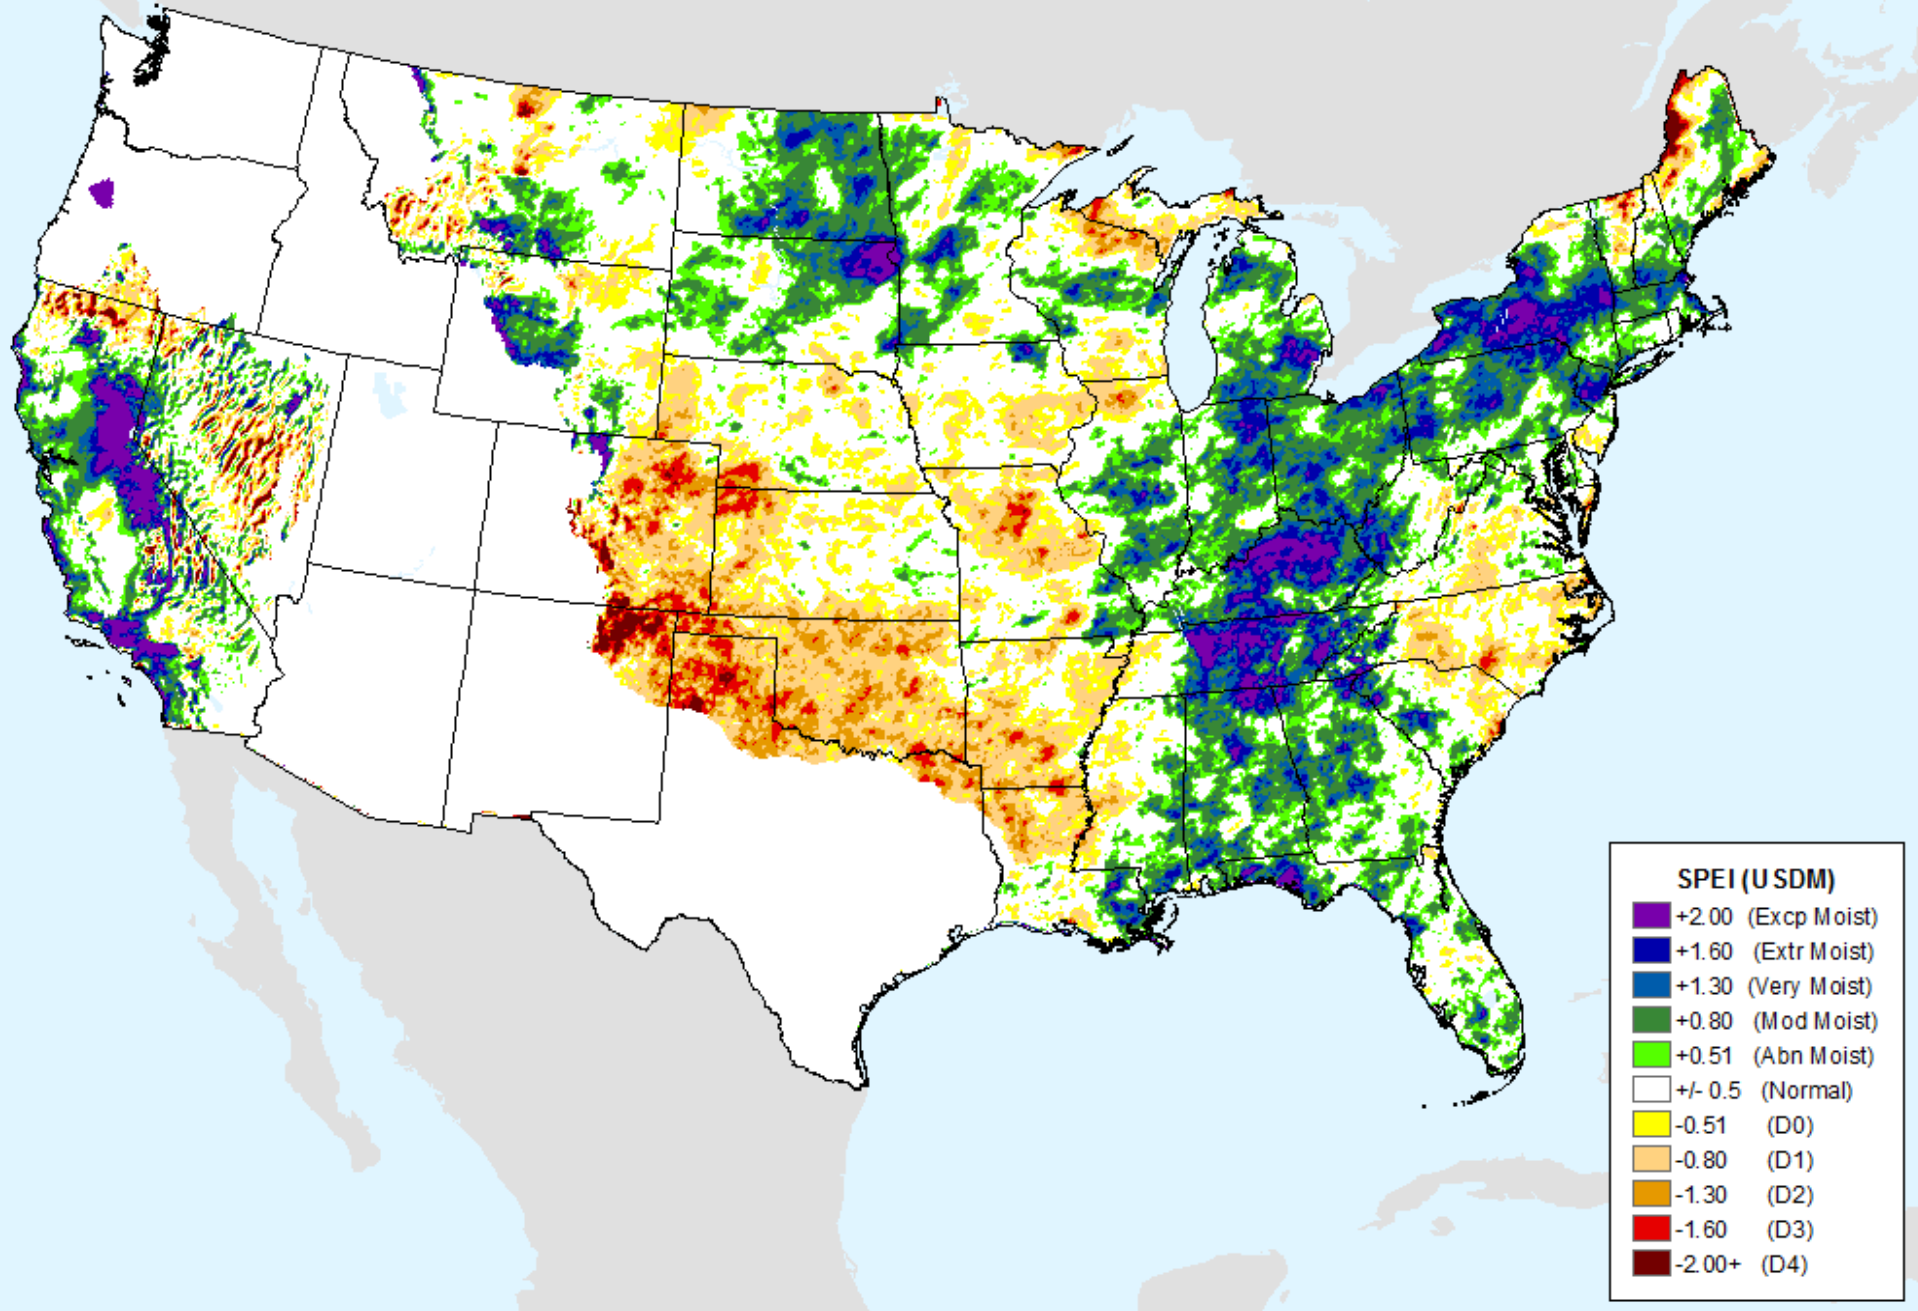 SPEI (USDM)
+2.00 (Excp Moist)
+1.60 (Extr Moist)
+1.30 (Very Moist)
+0.80 (Mod Moist)
+0.51 (Abn Moist)
+/- 0.5 (Normal)
-0.51 (D0)
-0.80 (D1)
-1.30 (D2)
-1.60 (D3)
-2.00+ (D4)